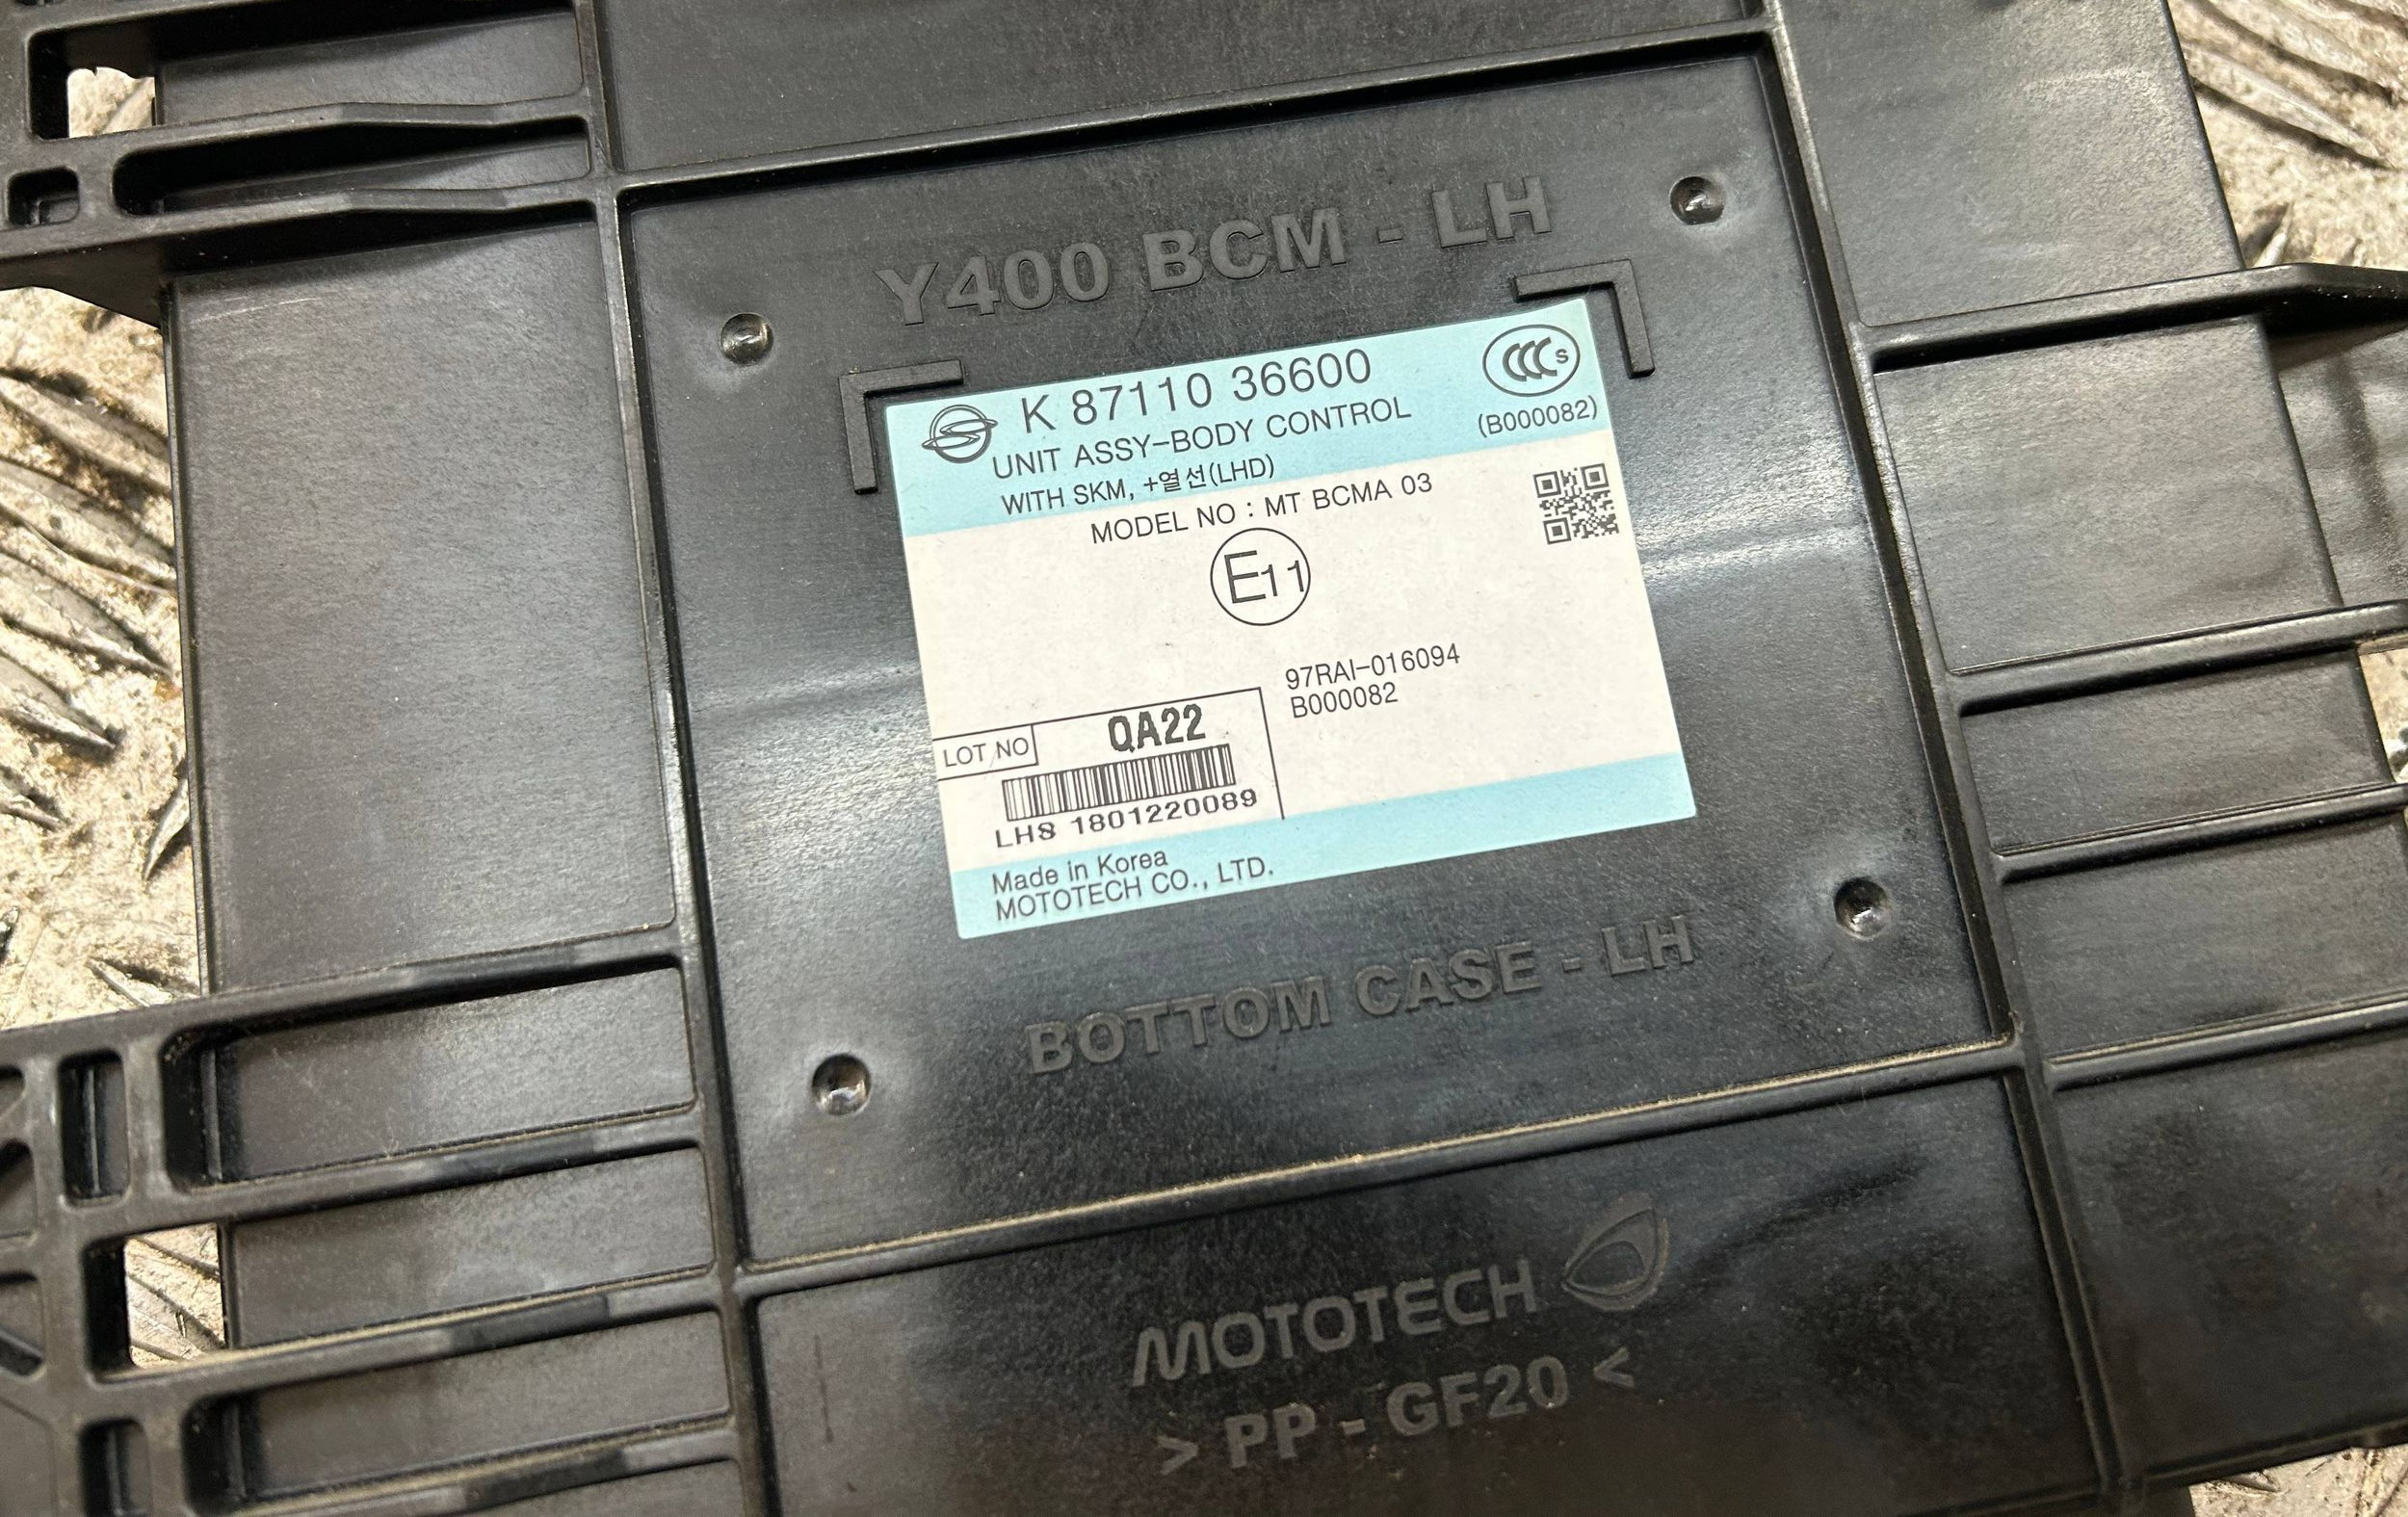 Y400 BCM - LH
K 87110 36600
UNIT ASSY-BODY CONTROL
WITH SKM, +열선(LHD)
CCC S
(B000082)
MODEL NO : MT BCMA 03
E11
97RAI-016094
B000082
LOT NO
QA22
LHS 1801220089
Made in Korea
MOTOTECH CO., LTD.
BOTTOM CASE - LH
MOTOTECH
> PP - GF20 <